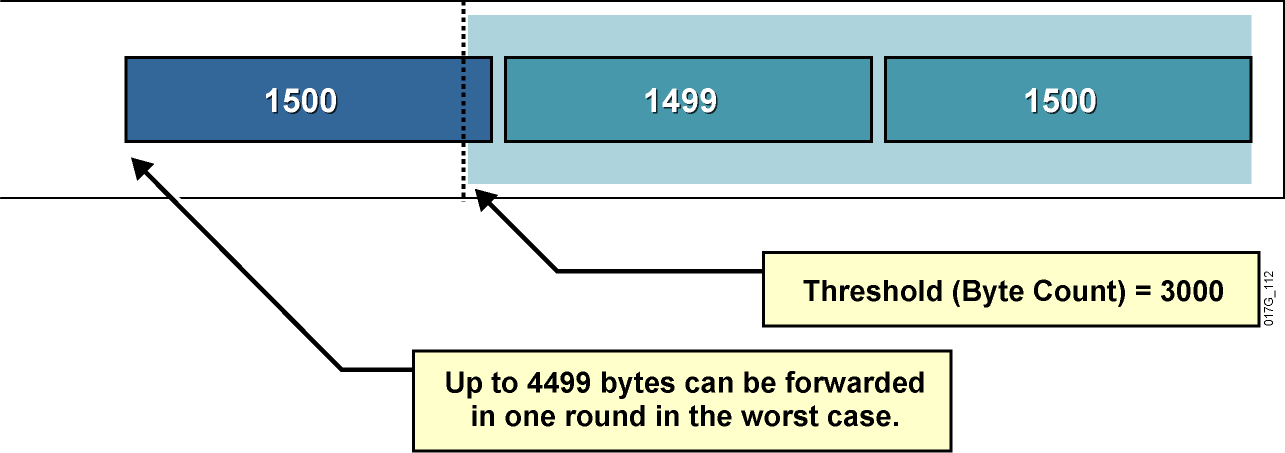 1500 1499 1500
Threshold (Byte Count) = 3000
017G_112
Up to 4499 bytes can be forwarded
in one round in the worst case.